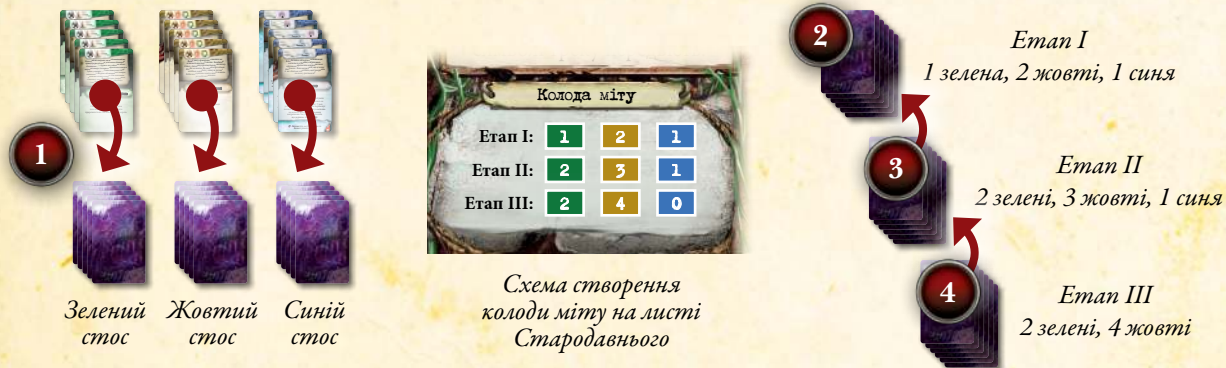 1
Зелений
стос
Жовтий
стос
Синій
стос
Колода міту
Етап I: 1 2 1
Етап II: 2 3 1
Етап III: 2 4 0
Схема створення
колоди міту на листі
Стародавнього
2
Етап I
1 зелена, 2 жовті, 1 синя
3
Етап II
2 зелені, 3 жовті, 1 синя
4
Етап III
2 зелені, 4 жовті